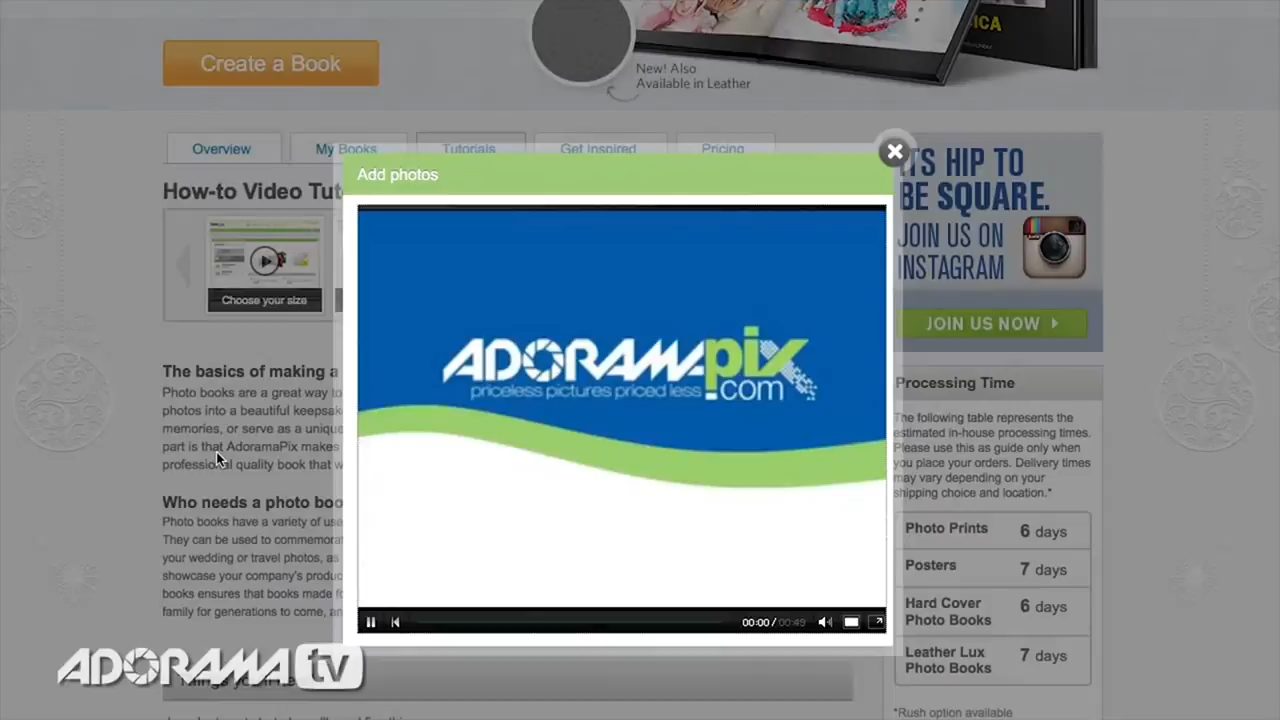 ICA
Create a Book
New! Also
Available in Leather
Overview
My Books
Tutorials
Get Inspired
Pricing
Add photos
How-to Video Tut
Choose your size
ADORAMApix
.com
priceless pictures priced less
00:00 / 00:49
IT'S HIP TO
BE SQUARE.
JOIN US ON
INSTAGRAM
JOIN US NOW
The basics of making a
Photo books are a great way to
photos into a beautiful keepsak
memories, or serve as a unique
part is that AdoramaPix makes
professional quality book that w
Who needs a photo boo
Photo books have a variety of use
They can be used to commemorat
your wedding or travel photos, as
showcase your company's produc
books ensures that books made fo
family for generations to come, an
Processing Time
The following table represents the
estimated in-house processing times.
Please use this as guide only when
you place your orders. Delivery times
may vary depending on your
shipping choice and location.*
Photo Prints 6 days
Posters 7 days
Hard Cover
Photo Books 6 days
Leather Lux
Photo Books 7 days
*Rush option available
ADORAMA tv